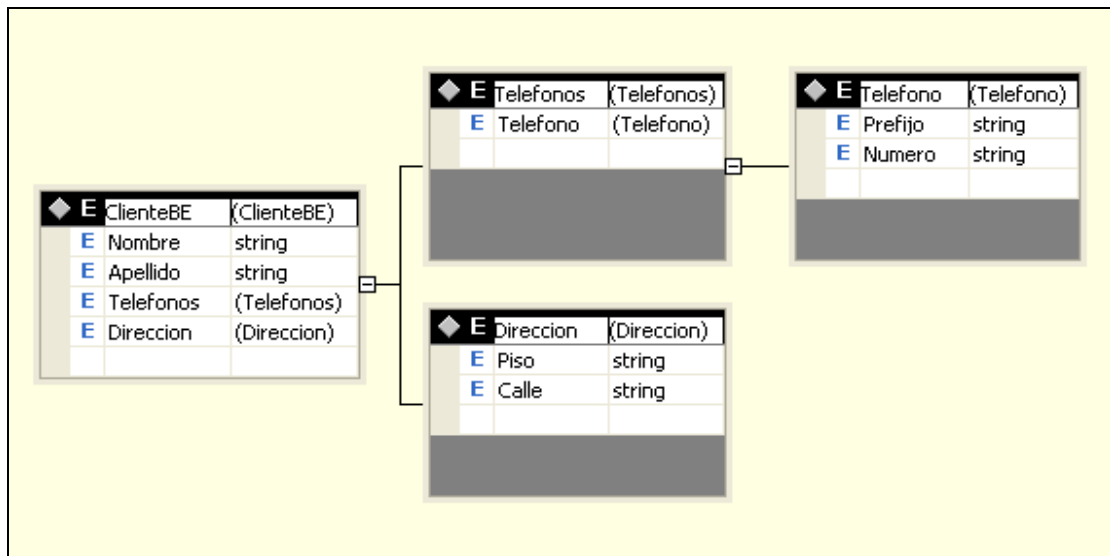 E ClienteBE (ClienteBE)
E Nombre string
E Apellido string
E Telefonos (Telefonos)
E Direccion (Direccion)
E Telefonos (Telefonos)
E Telefono (Telefono)
E Telefono (Telefono)
E Prefijo string
E Numero string
E Direccion (Direccion)
E Piso string
E Calle string